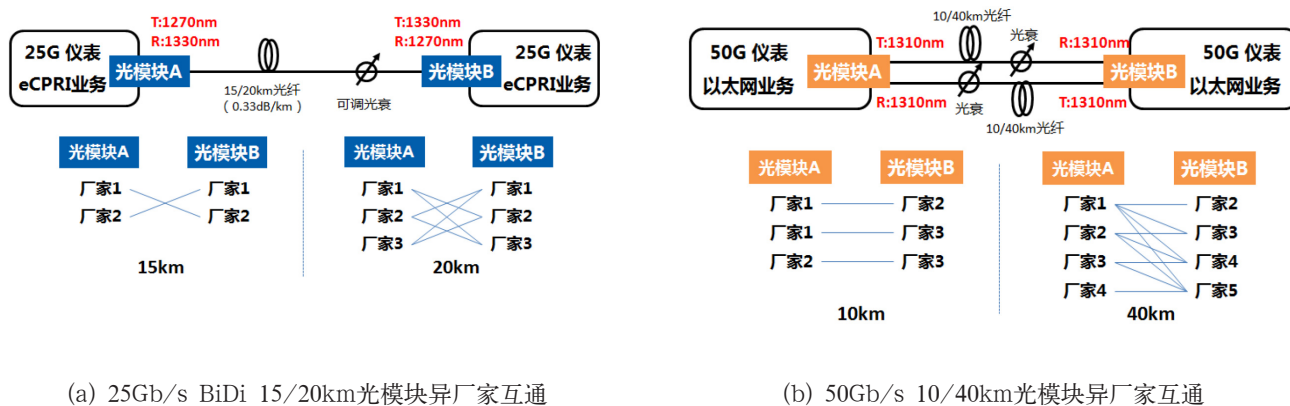 T:1270nm
R:1330nm
T:1330nm
R:1270nm
25G 仪表
eCPRI业务
光模块A
光模块B
25G 仪表
eCPRI业务
15/20km光纤
（0.33dB/km）
可调光衰
光模块A
光模块B
厂家1
厂家1
厂家2
厂家2
15km
光模块A
光模块B
厂家1
厂家1
厂家2
厂家2
厂家3
厂家3
20km
(a) 25Gb/s BiDi 15/20km光模块异厂家互通
10/40km光纤
光衰
T:1310nm
R:1310nm
50G 仪表
以太网业务
光模块A
光模块B
50G 仪表
以太网业务
R:1310nm
光衰
T:1310nm
10/40km光纤
光模块A
光模块B
厂家1
厂家2
厂家1
厂家3
厂家2
厂家3
10km
光模块A
光模块B
厂家1
厂家2
厂家2
厂家3
厂家3
厂家4
厂家4
厂家5
40km
(b) 50Gb/s 10/40km光模块异厂家互通